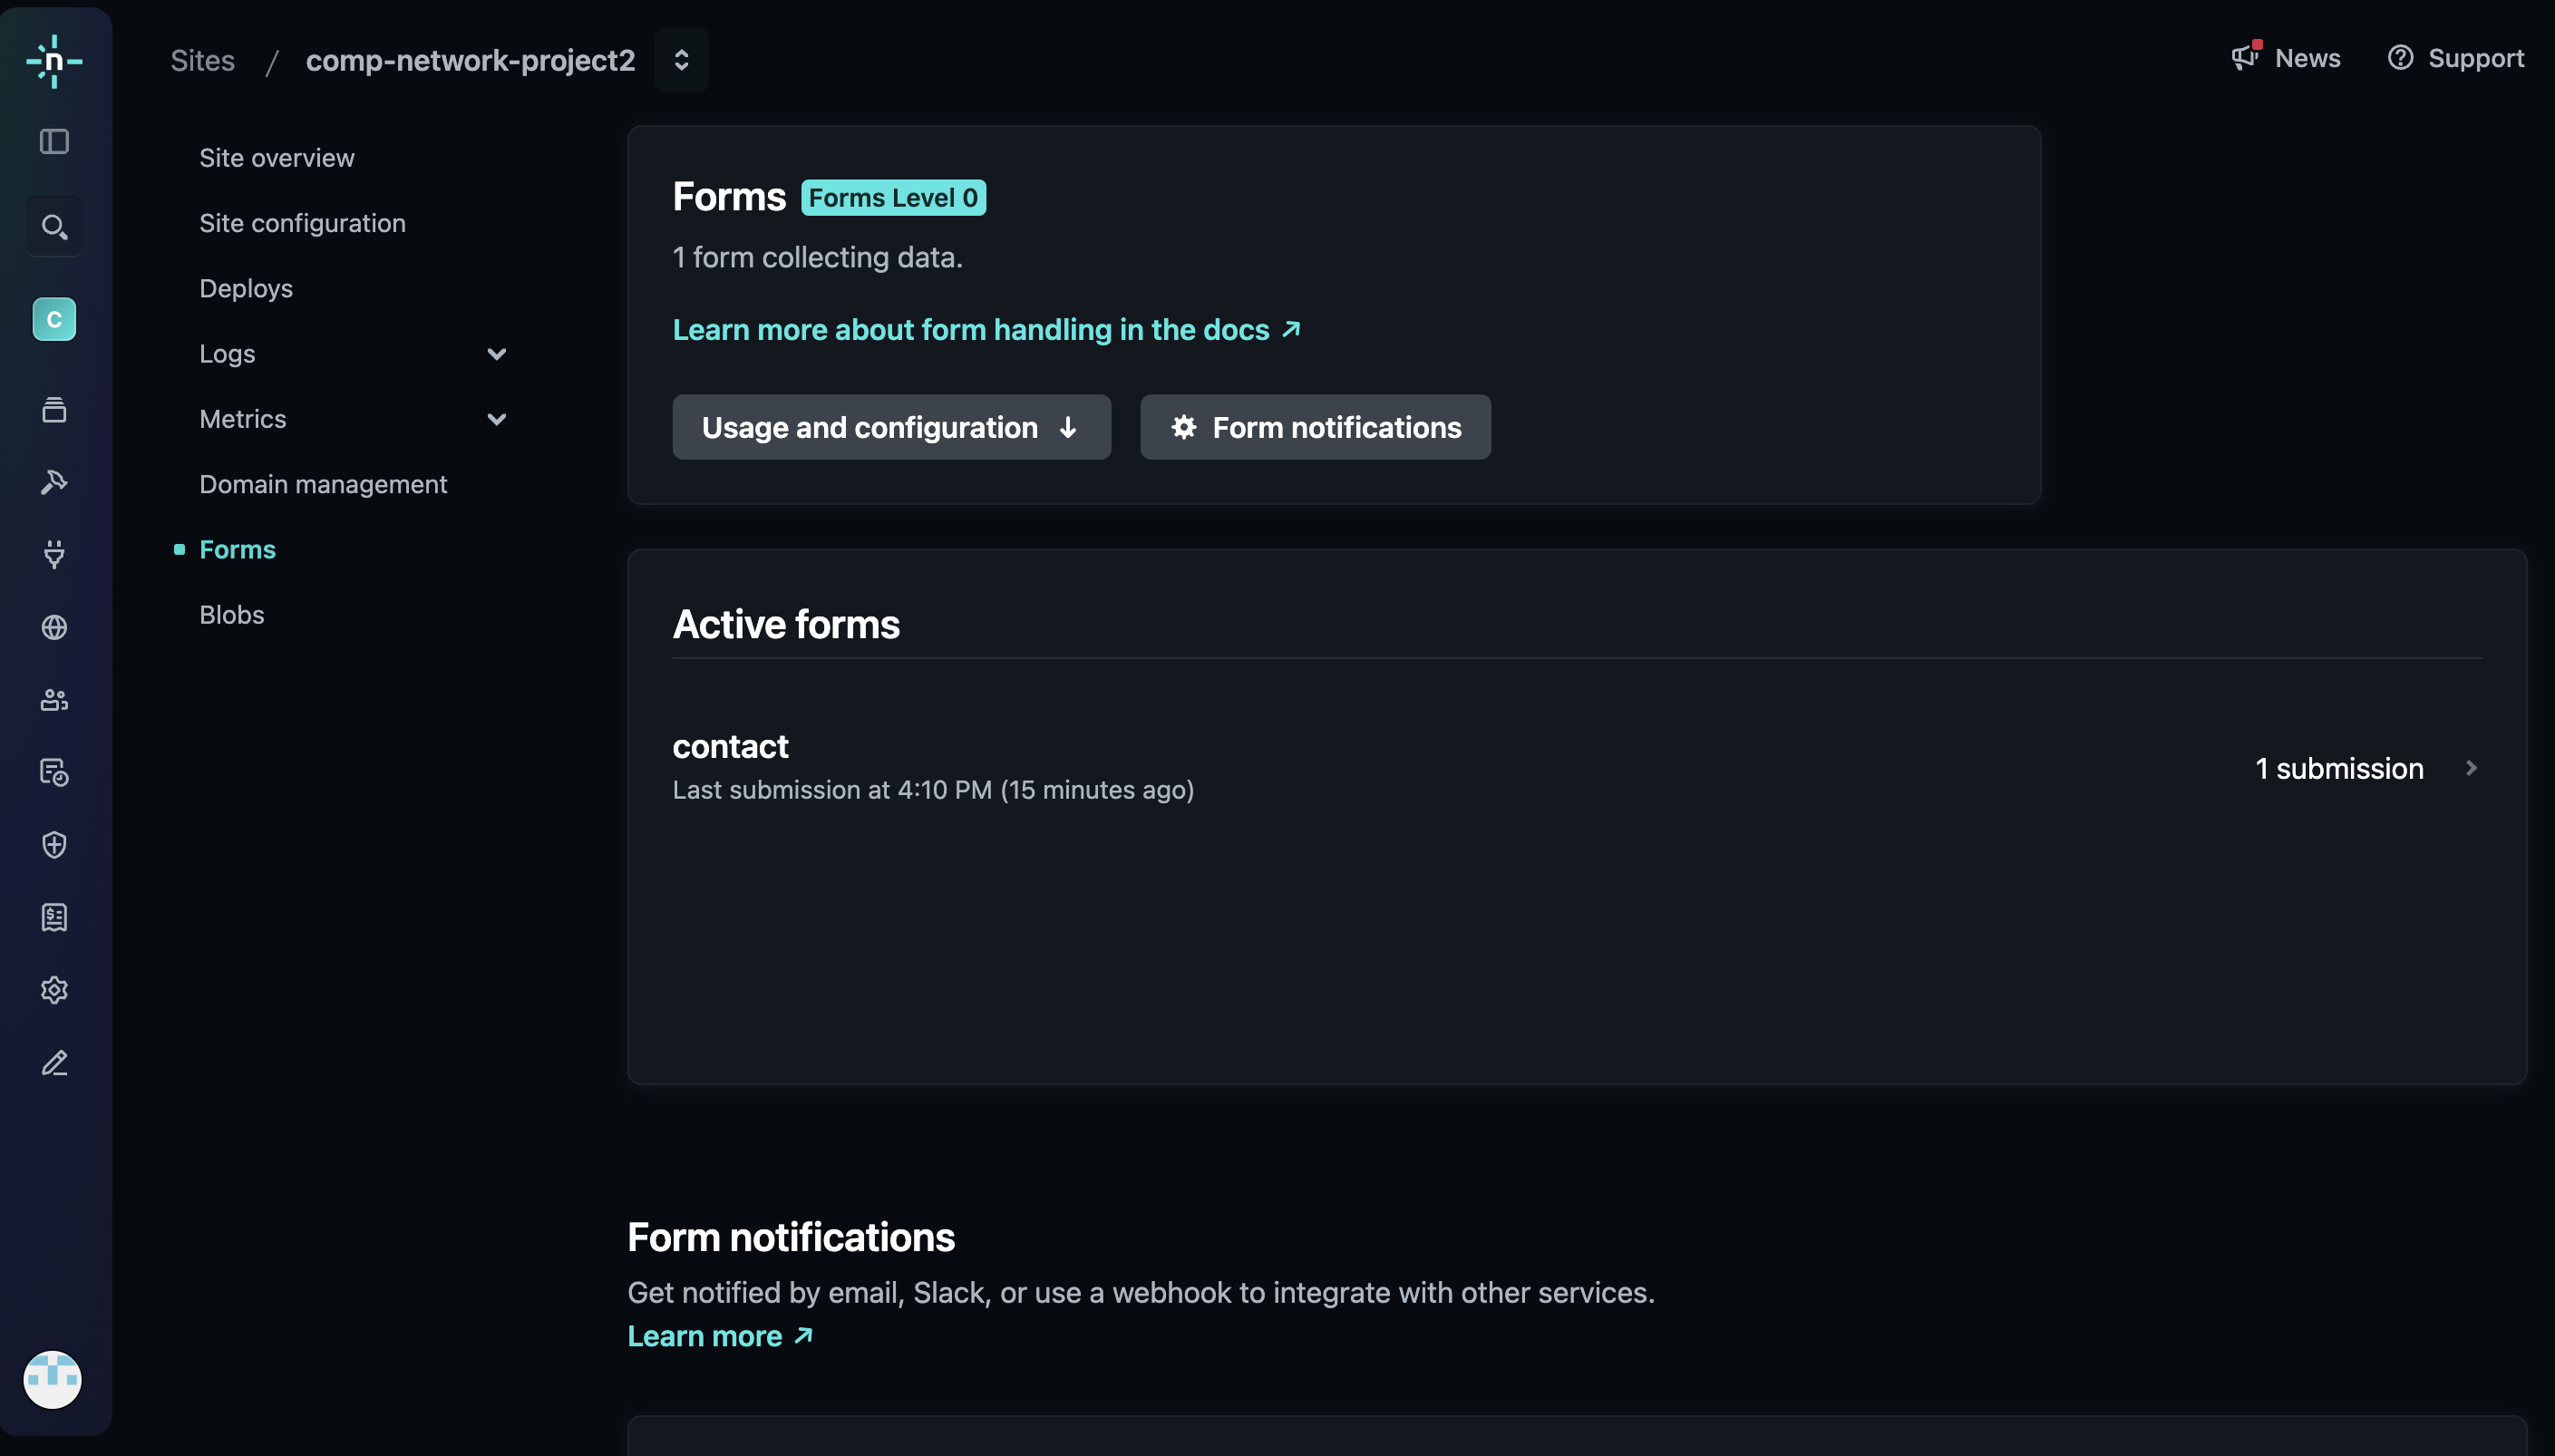 n
Sites / comp-network-project2
News
Support
C
Site overview
Site configuration
Deploys
Logs
Metrics
Domain management
Forms
Blobs
Forms Forms Level 0
1 form collecting data.
Learn more about form handling in the docs
Usage and configuration
Form notifications
Active forms
contact
Last submission at 4:10 PM (15 minutes ago)
1 submission
Form notifications
Get notified by email, Slack, or use a webhook to integrate with other services.
Learn more